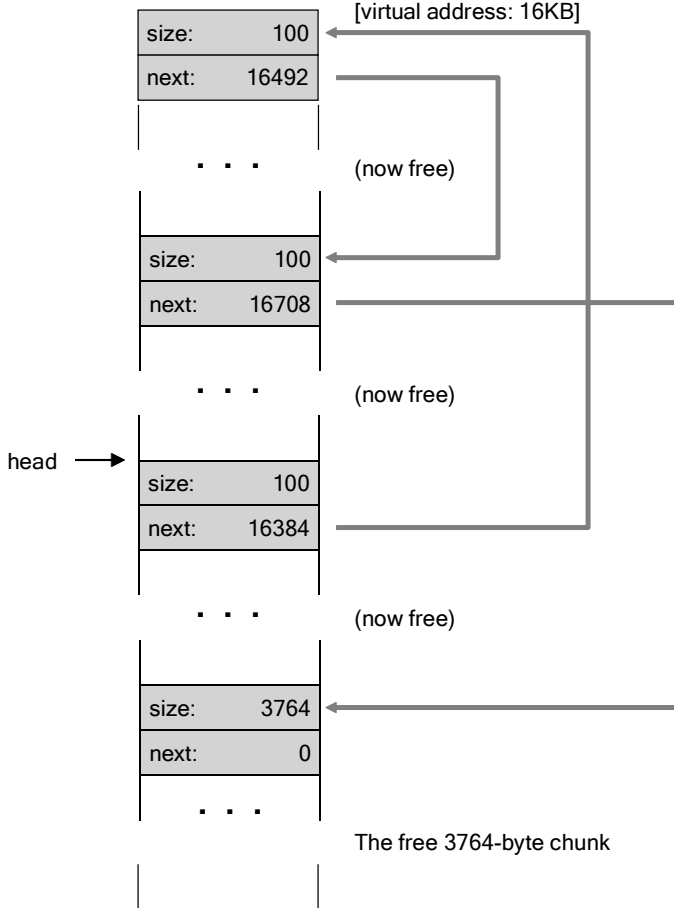 [virtual address: 16KB]
size: 100
next: 16492
. . .
(now free)
size: 100
next: 16708
. . .
(now free)
head
size: 100
next: 16384
. . .
(now free)
size: 3764
next: 0
. . .
The free 3764-byte chunk